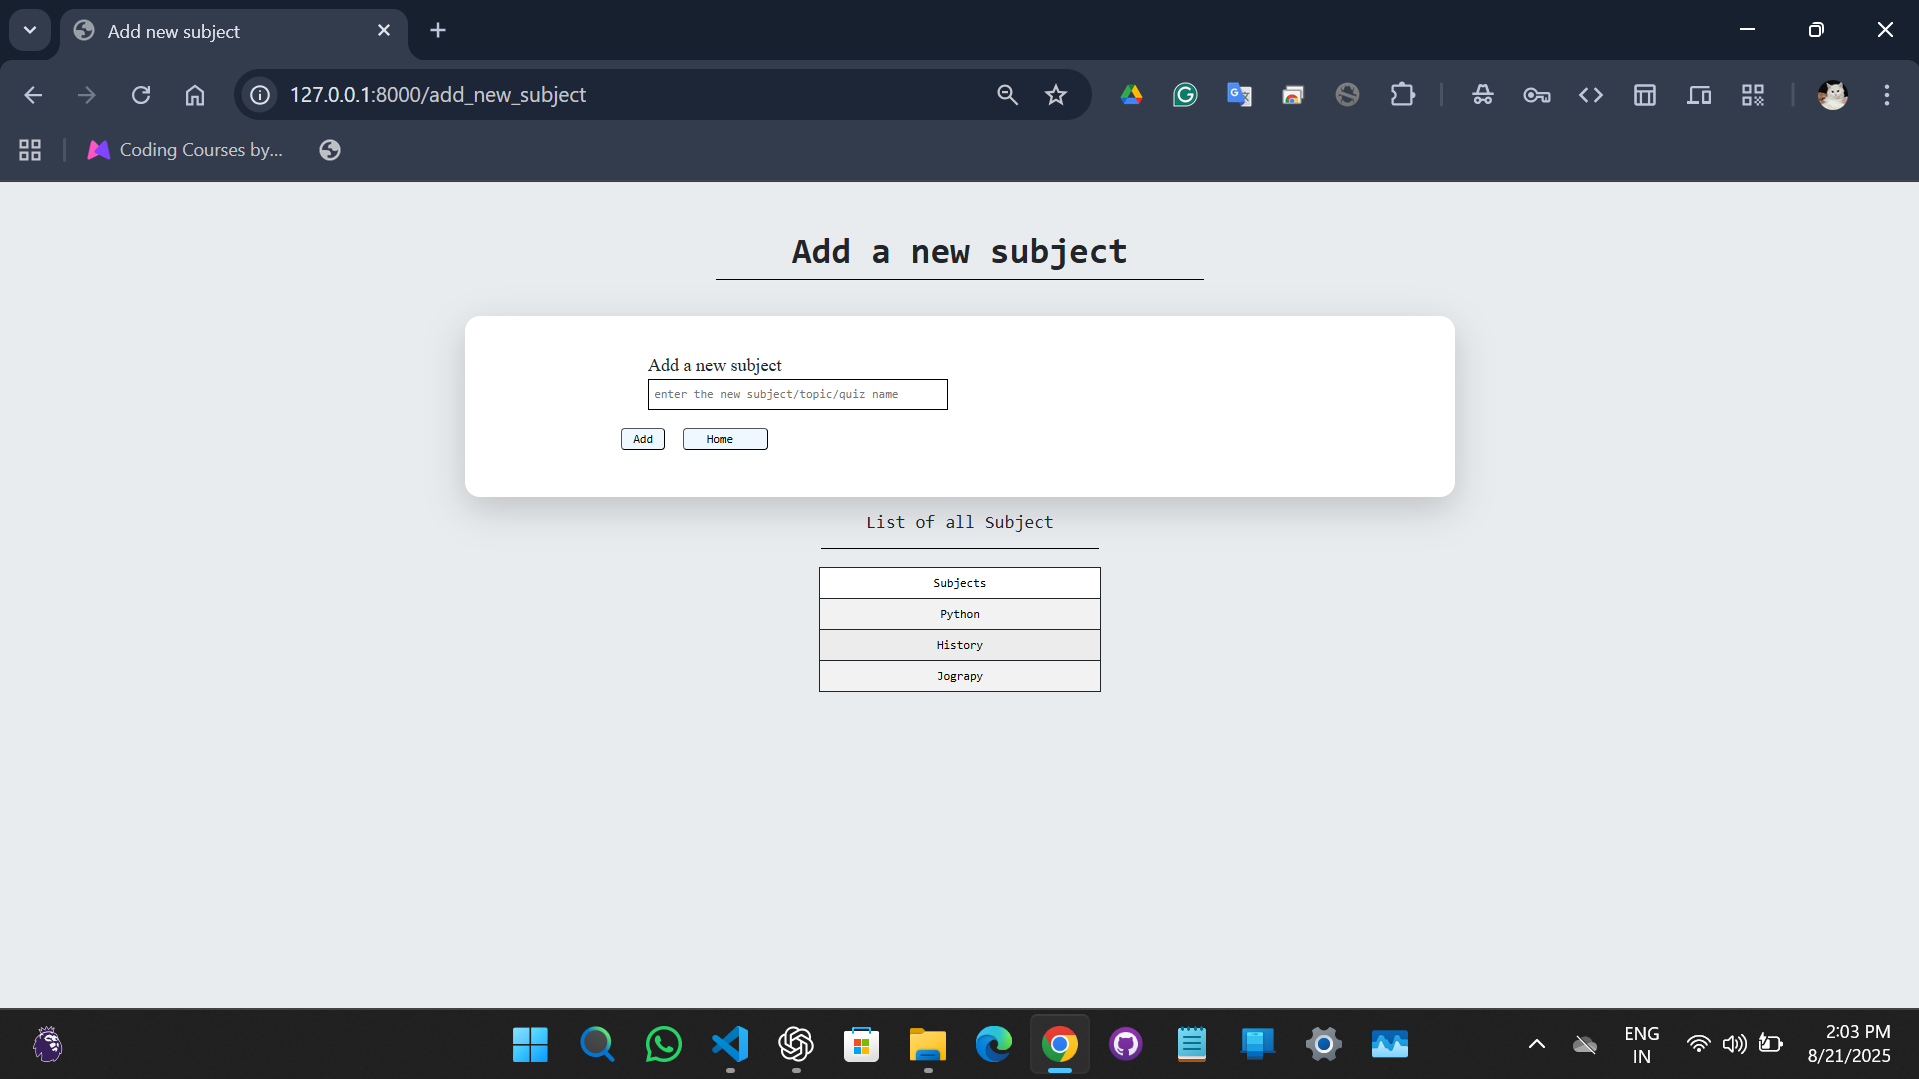 Add new subject
127.0.0.1:8000/add_new_subject
Coding Courses by...
Add a new subject
Add a new subject
enter the new subject/topic/quiz name
Add
Home
List of all Subject
Subjects
Python
History
Jograpy
ENG
IN
2:03 PM
8/21/2025